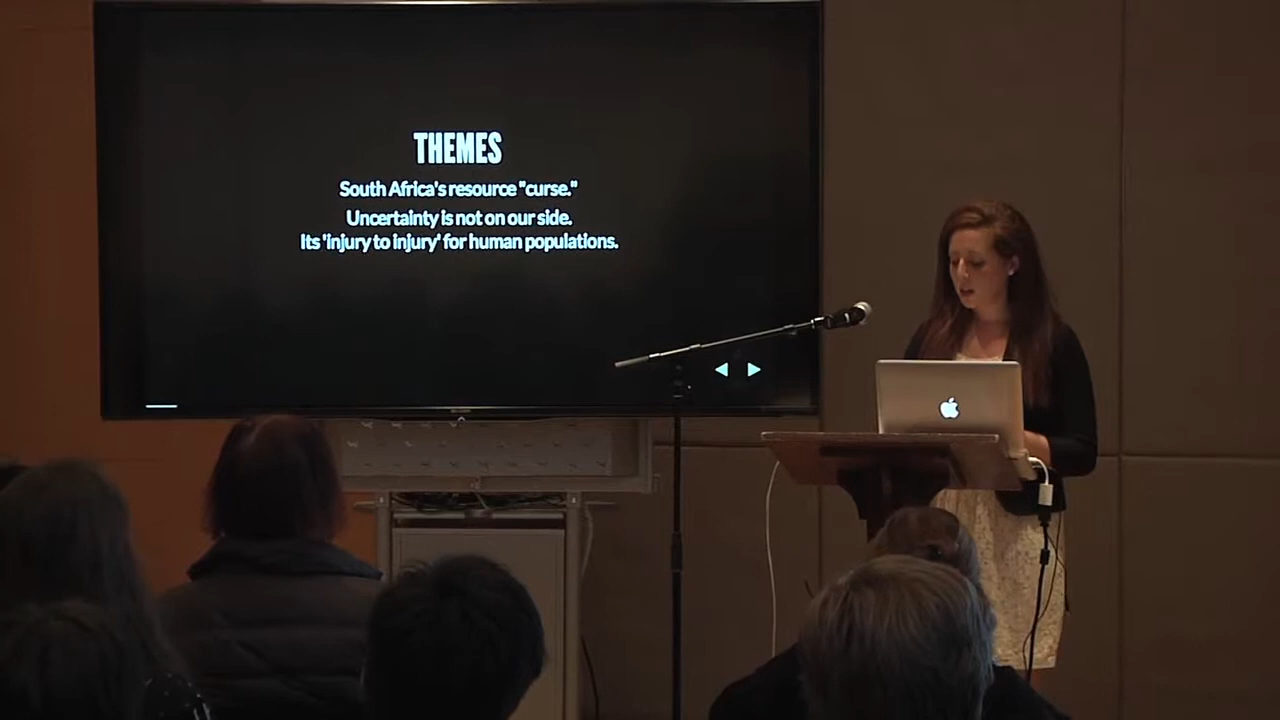 THEMES
South Africa's resource "curse."
Uncertainty is not on our side.
Its 'injury to injury' for human populations.